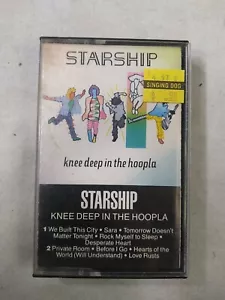 STARSHIP
SINGING DOG
knee deep in the hoopla
STARSHIP
KNEE DEEP IN THE HOOPLA
1 We Built This City • Sara • Tomorrow Doesn't
Matter Tonight • Rock Myself to Sleep •
Desperate Heart
2 Private Room • Before I Go • Hearts of the
World (Will Understand) • Love Rusts